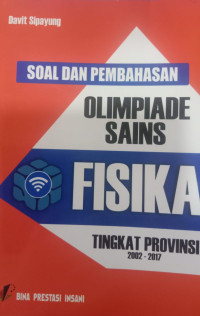 Davit Sipayung
SOAL DAN PEMBAHASAN
OLIMPIADE
SAINS
FISIKA
TINGKAT PROVINSI
2002 - 2017
BINA PRESTASI INSANI